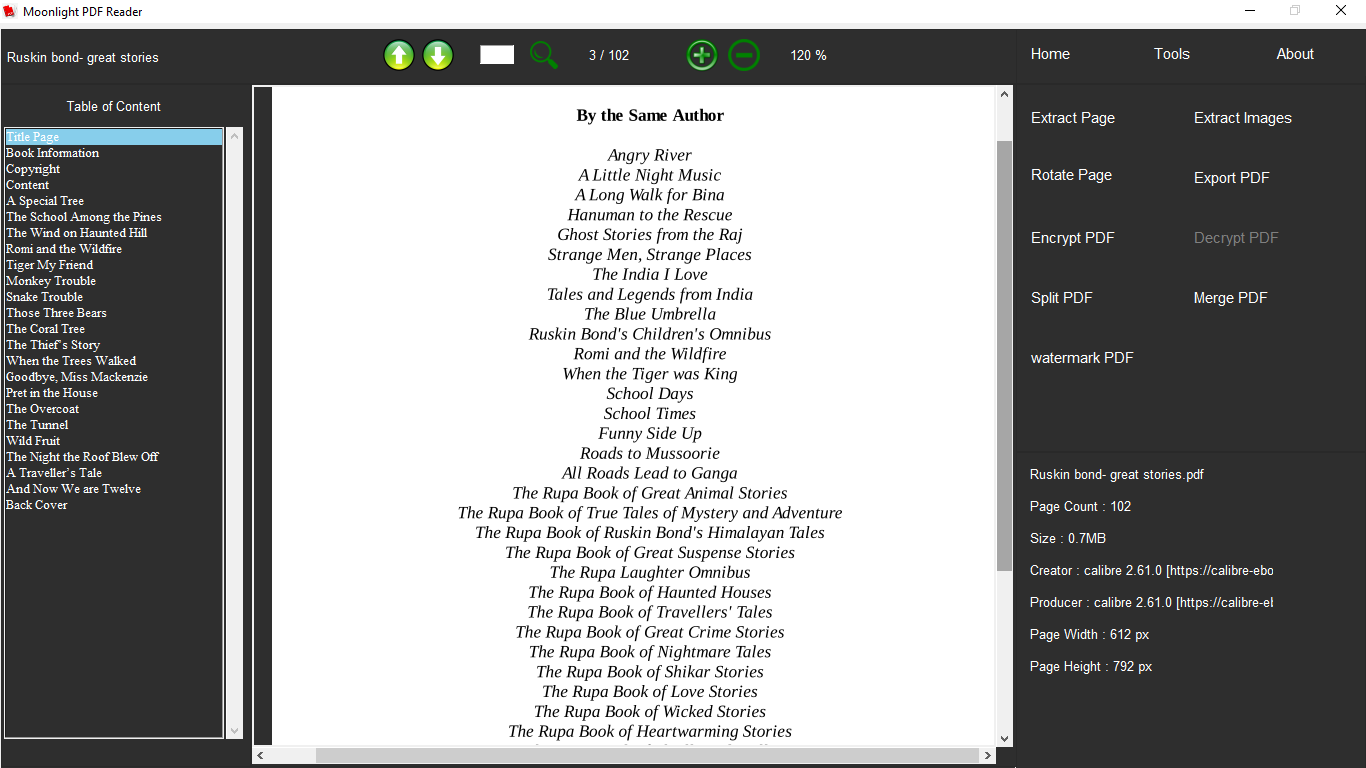 Moonlight PDF Reader
Ruskin bond- great stories
3 / 102
120 %
Home
Tools
About
Table of Content
Title Page
Book Information
Copyright
Content
A Special Tree
The School Among the Pines
The Wind on Haunted Hill
Romi and the Wildfire
Tiger My Friend
Monkey Trouble
Snake Trouble
Those Three Bears
The Coral Tree
The Thief's Story
When the Trees Walked
Goodbye, Miss Mackenzie
Pret in the House
The Overcoat
The Tunnel
Wild Fruit
The Night the Roof Blew Off
A Traveller's Tale
And Now We are Twelve
Back Cover
By the Same Author
Angry River
A Little Night Music
A Long Walk for Bina
Hanuman to the Rescue
Ghost Stories from the Raj
Strange Men, Strange Places
The India I Love
Tales and Legends from India
The Blue Umbrella
Ruskin Bond's Children's Omnibus
Romi and the Wildfire
When the Tiger was King
School Days
School Times
Funny Side Up
Roads to Mussoorie
All Roads Lead to Ganga
The Rupa Book of Great Animal Stories
The Rupa Book of True Tales of Mystery and Adventure
The Rupa Book of Ruskin Bond's Himalayan Tales
The Rupa Book of Great Suspense Stories
The Rupa Laughter Omnibus
The Rupa Book of Haunted Houses
The Rupa Book of Travellers' Tales
The Rupa Book of Great Crime Stories
The Rupa Book of Nightmare Tales
The Rupa Book of Shikar Stories
The Rupa Book of Love Stories
The Rupa Book of Wicked Stories
The Rupa Book of Heartwarming Stories
Extract Page
Extract Images
Rotate Page
Export PDF
Encrypt PDF
Decrypt PDF
Split PDF
Merge PDF
watermark PDF
Ruskin bond- great stories.pdf
Page Count : 102
Size : 0.7MB
Creator : calibre 2.61.0 [https://calibre-ebo
Producer : calibre 2.61.0 [https://calibre-el
Page Width : 612 px
Page Height : 792 px